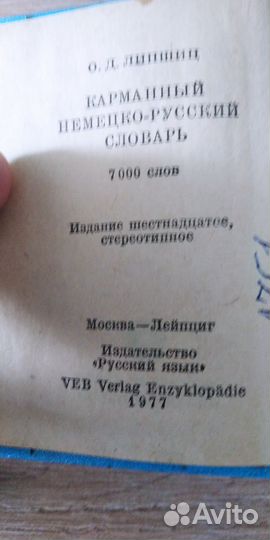 О. Д. ЛИПШИЦ
КАРМАННЫЙ
НЕМЕЦКО-РУССКИЙ
СЛОВАРЬ
7000 слов
Издание шестнадцатое,
стереотипное
Москва—Лейпциг
Издательство
«Русский язык»
VEB Verlag Enzyklopädie
1977
Avito